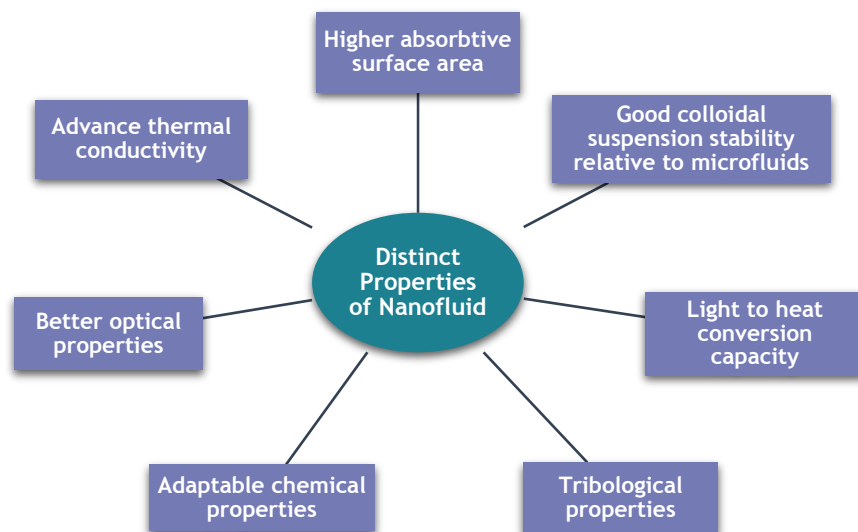 Higher absorbtive
surface area
Advance thermal
conductivity
Good colloidal
suspension stability
relative to microfluids
Distinct
Properties
of Nanofluid
Better optical
properties
Light to heat
conversion
capacity
Adaptable chemical
properties
Tribological
properties